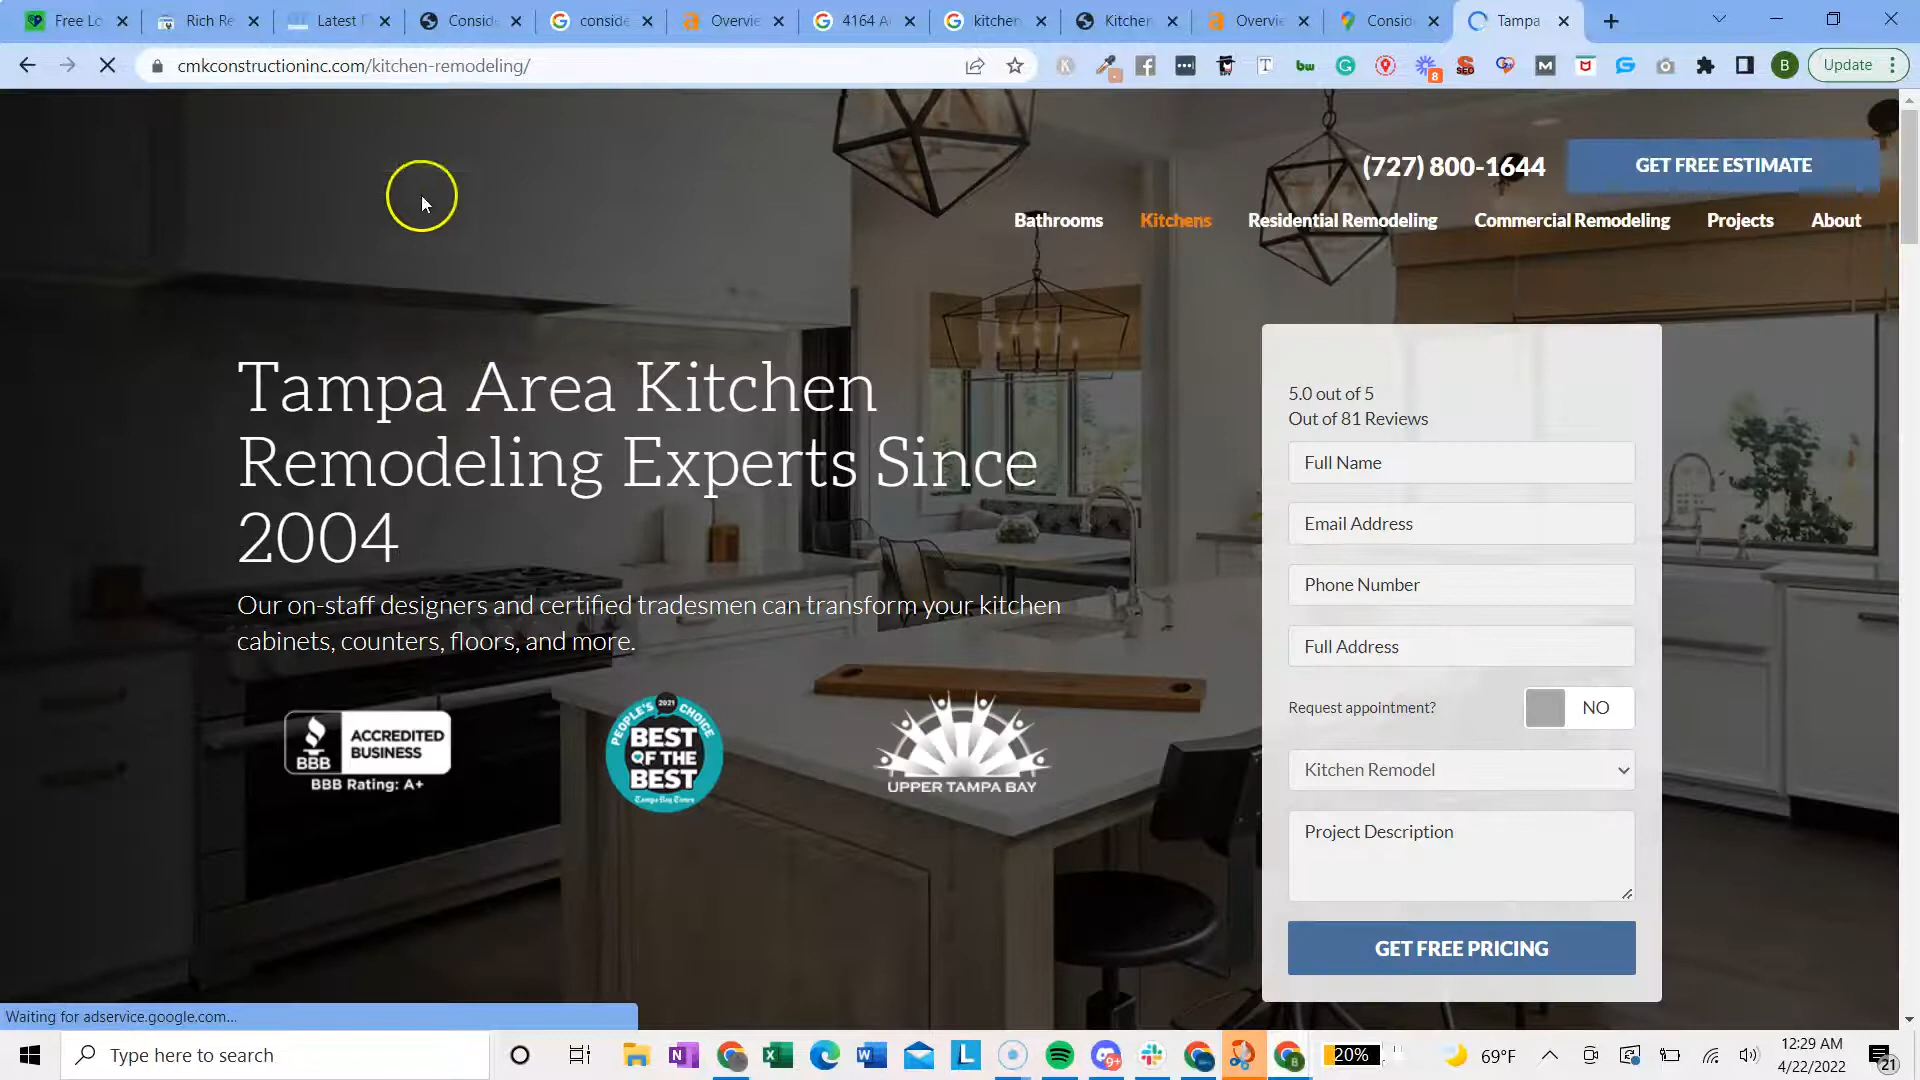 Free Lo
Rich Re
Latest
Consid
conside
Overvie
4164 A
kitchen
Kitchen
Overvie
Consid
Tampa
cmkconstructioninc.com/kitchen-remodeling/
8
SEO
bw
T
M
B
Update
(727) 800-1644
GET FREE ESTIMATE
Bathrooms
Kitchens
Residential Remodeling
Commercial Remodeling
Projects
About
Tampa Area Kitchen
Remodeling Experts Since
2004
Our on-staff designers and certified tradesmen can transform your kitchen
cabinets, counters, floors, and more.
BBB
ACCREDITED
BUSINESS
BBB Rating: A+
PEOPLE'S 2021 CHOICE
BEST
OF THE
BEST
Tampa Bay Times
UPPER TAMPA BAY
5.0 out of 5
Out of 81 Reviews
Full Name
Email Address
Phone Number
Full Address
Request appointment?
NO
Kitchen Remodel
Project Description
GET FREE PRICING
Waiting for adservice.google.com...
Type here to search
20%
69°F
12:29 AM
4/22/2022
21